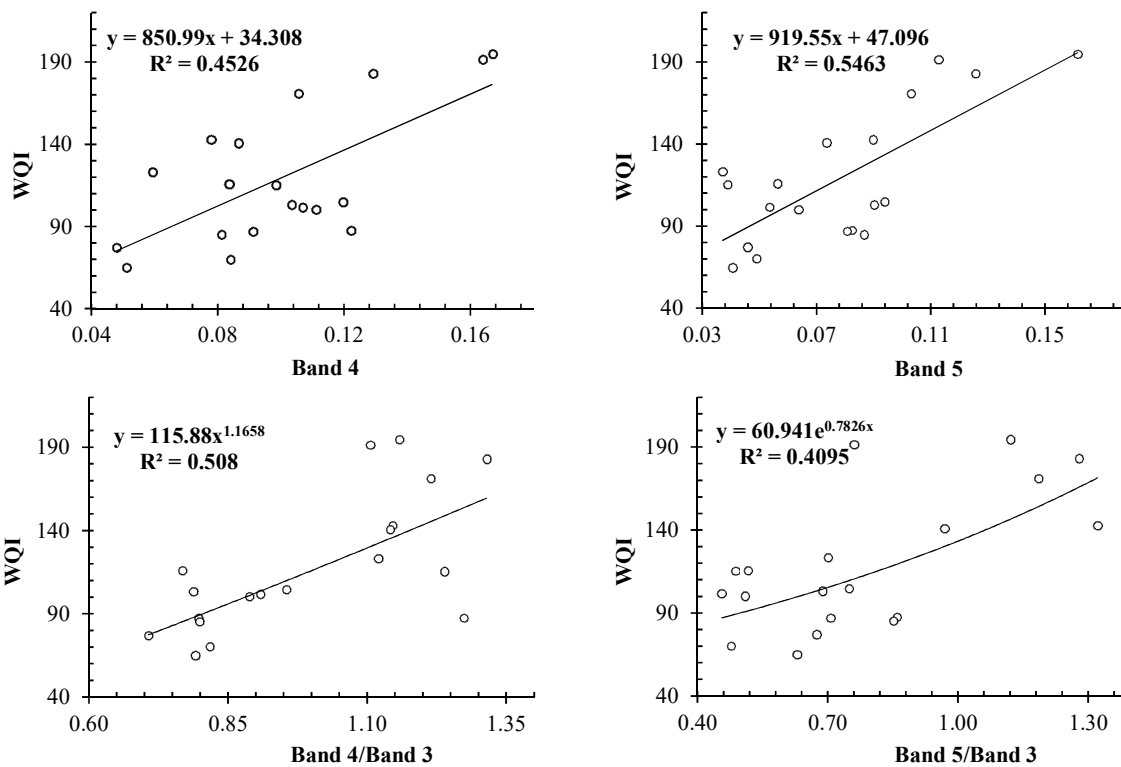 y = 850.99x + 34.308
R² = 0.4526
190
140
90
40
WQI
0.04
0.08
0.12
0.16
Band 4
y = 919.55x + 47.096
R² = 0.5463
190
140
90
40
WQI
0.03
0.07
0.11
0.15
Band 5
y = 115.88x^1.1658
R² = 0.508
190
140
90
40
WQI
0.60
0.85
1.10
1.35
Band 4/Band 3
y = 60.941e^0.7826x
R² = 0.4095
190
140
90
40
WQI
0.40
0.70
1.00
1.30
Band 5/Band 3